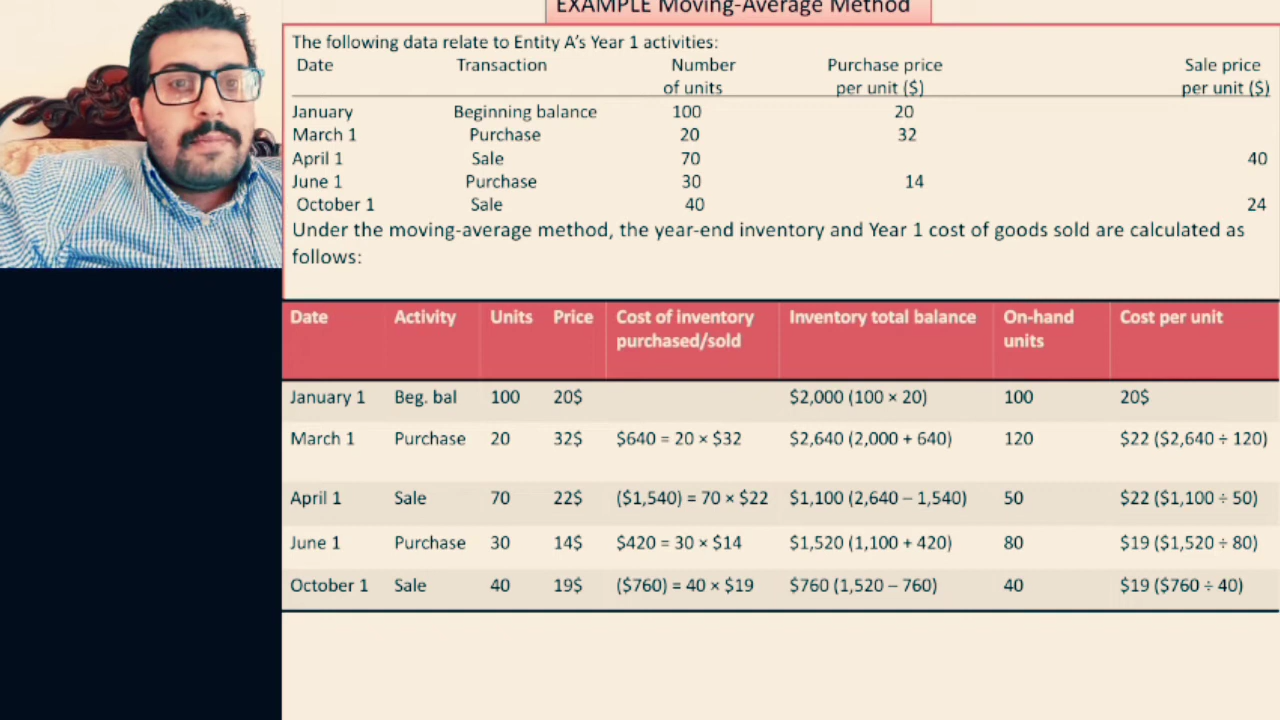 EXAMPLE Moving-Average Method
The following data relate to Entity A's Year 1 activities:
Date Transaction Number Purchase price Sale price
of units per unit ($) per unit ($)
January Beginning balance 100 20
March 1 Purchase 20 32
April 1 Sale 70 40
June 1 Purchase 30 14
October 1 Sale 40 24
Under the moving-average method, the year-end inventory and Year 1 cost of goods sold are calculated as
follows:
Date Activity Units Price Cost of inventory Inventory total balance On-hand Cost per unit
purchased/sold units
January 1 Beg. bal 100 20$ $2,000 (100 × 20) 100 20$
March 1 Purchase 20 32$ $640 = 20 × $32 $2,640 (2,000 + 640) 120 $22 ($2,640 ÷ 120)
April 1 Sale 70 22$ ($1,540) = 70 × $22 $1,100 (2,640 – 1,540) 50 $22 ($1,100 ÷ 50)
June 1 Purchase 30 14$ $420 = 30 × $14 $1,520 (1,100 + 420) 80 $19 ($1,520 ÷ 80)
October 1 Sale 40 19$ ($760) = 40 × $19 $760 (1,520 – 760) 40 $19 ($760 ÷ 40)